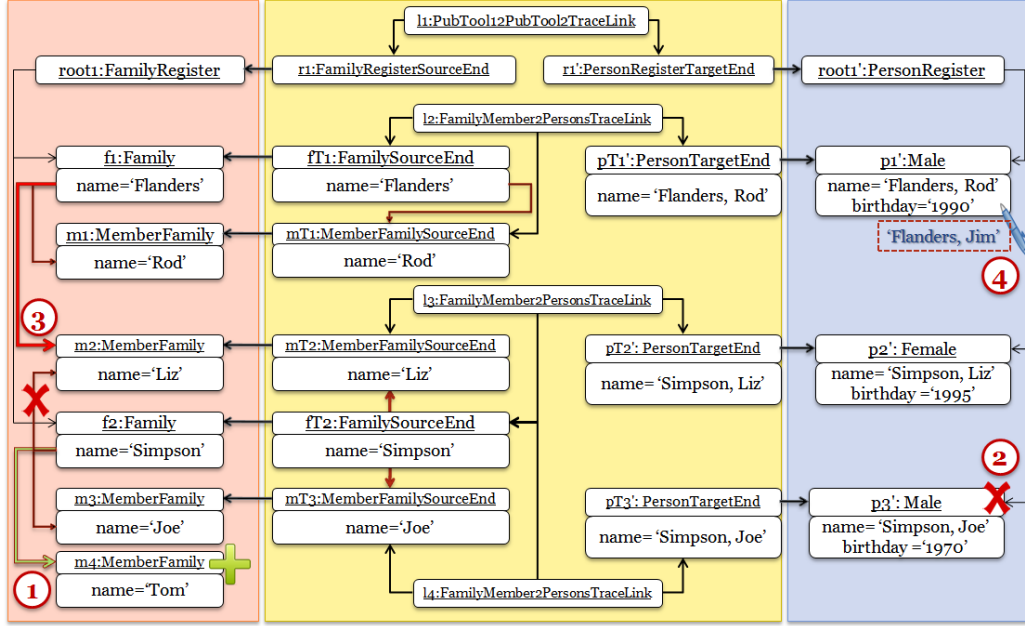 l1:PubTool12PubTool2TraceLink
root1:FamilyRegister
r1:FamilyRegisterSourceEnd
r1':PersonRegisterTargetEnd
root1':PersonRegister
l2:FamilyMember2PersonsTraceLink
f1:Family
name='Flanders'
fT1:FamilySourceEnd
name='Flanders'
pT1':PersonTargetEnd
name='Flanders, Rod'
p1':Male
name= 'Flanders, Rod'
birthday='1990'
'Flanders, Jim'
4
m1:MemberFamily
name='Rod'
mT1:MemberFamilySourceEnd
name='Rod'
3
l3:FamilyMember2PersonsTraceLink
m2:MemberFamily
name='Liz'
mT2:MemberFamilySourceEnd
name='Liz'
pT2': PersonTargetEnd
name= 'Simpson, Liz'
p2': Female
name= 'Simpson, Liz'
birthday ='1995'
f2:Family
name='Simpson'
fT2:FamilySourceEnd
name='Simpson'
2
m3:MemberFamily
name='Joe'
mT3:MemberFamilySourceEnd
name='Joe'
pT3': PersonTargetEnd
name= 'Simpson, Joe'
p3': Male
name= 'Simpson, Joe'
birthday ='1970'
1
m4:MemberFamily
name='Tom'
l4:FamilyMember2PersonsTraceLink